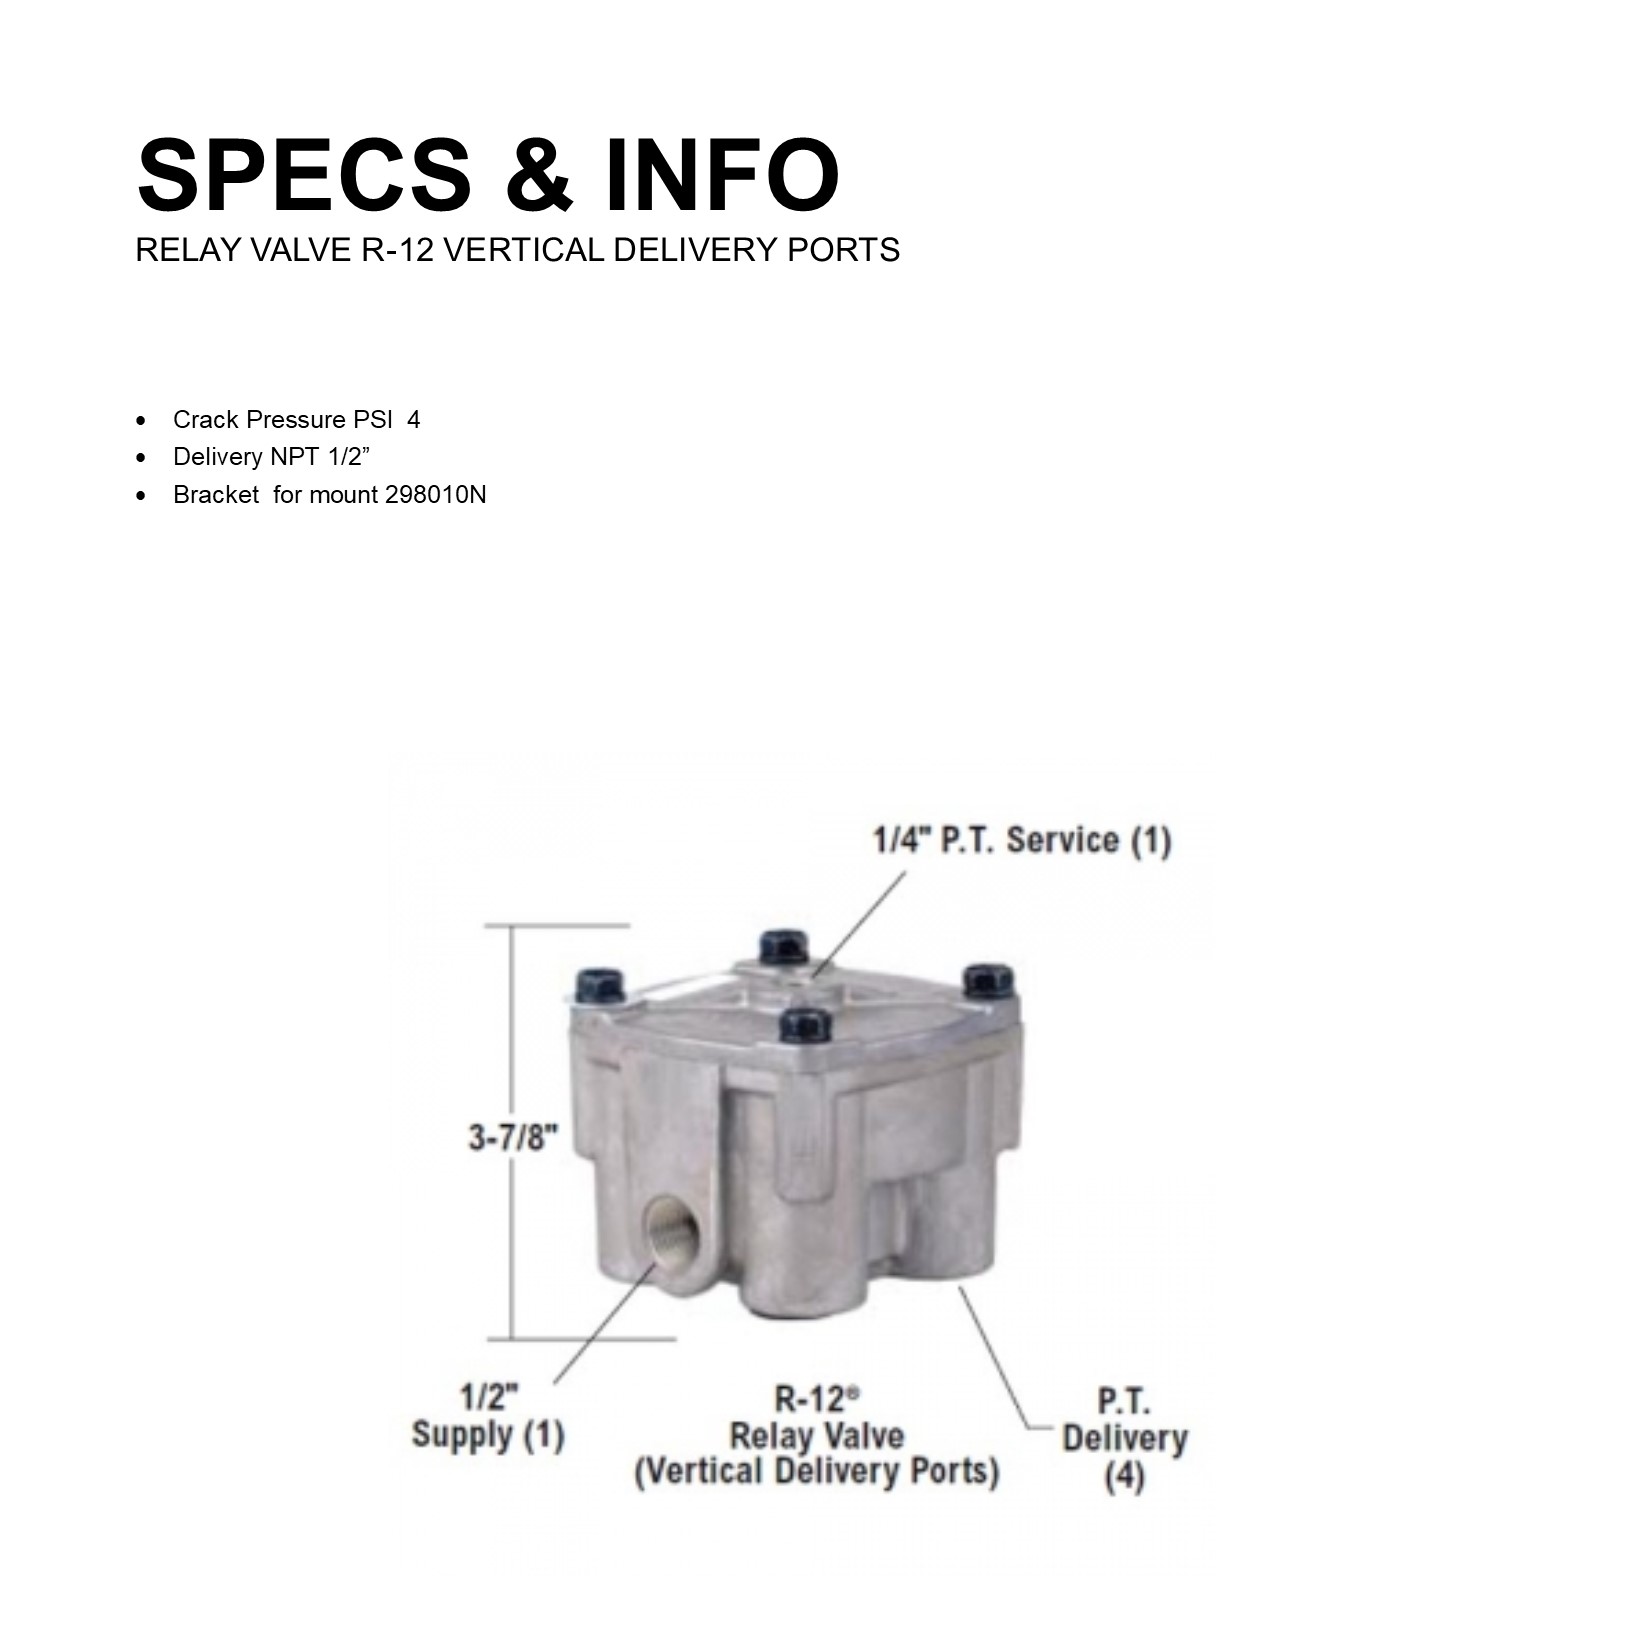 SPECS & INFO
RELAY VALVE R-12 VERTICAL DELIVERY PORTS
• Crack Pressure PSI  4
• Delivery NPT 1/2”
• Bracket  for mount 298010N
1/4" P.T. Service (1)
3-7/8"
1/2"
Supply (1)
R-12®
Relay Valve
(Vertical Delivery Ports)
P.T.
Delivery
(4)